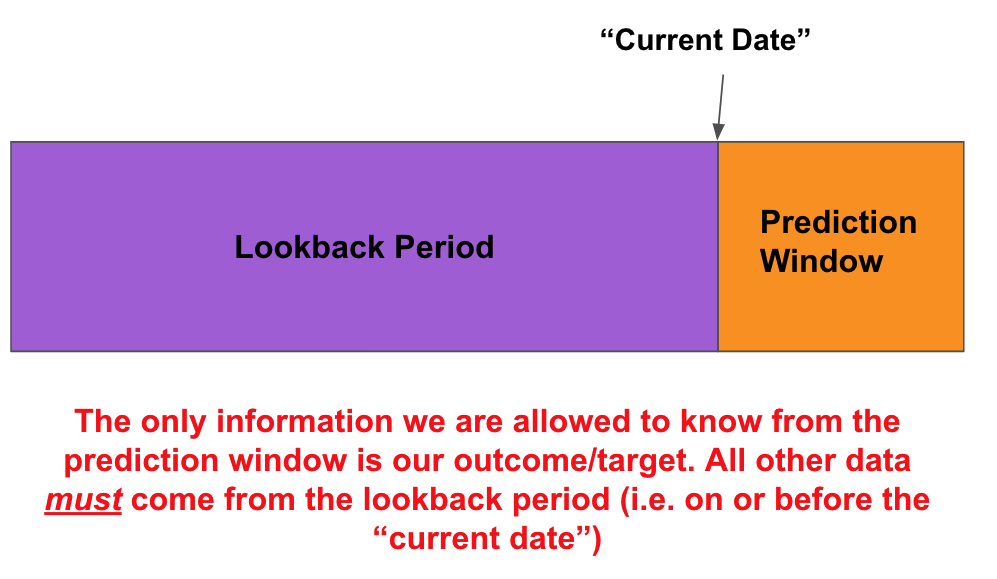 “Current Date”
Lookback Period
Prediction
Window
The only information we are allowed to know from the
prediction window is our outcome/target. All other data
must come from the lookback period (i.e. on or before the
“current date”)